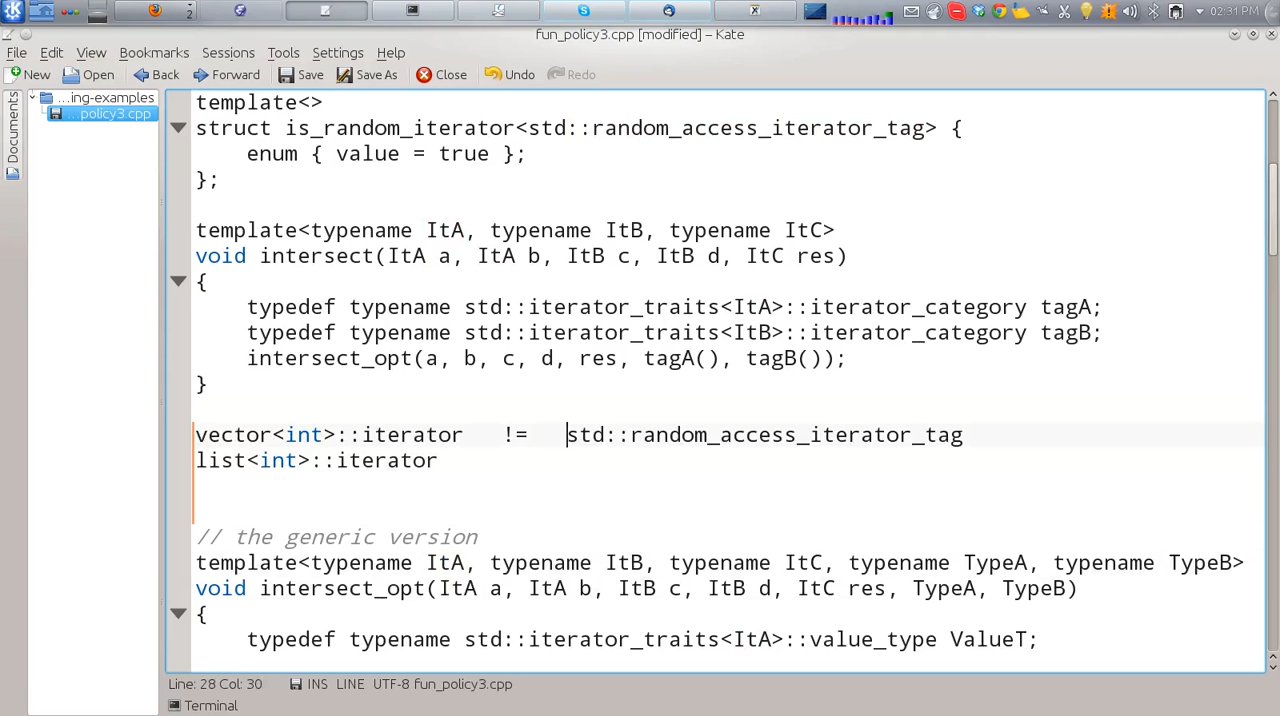 2
02:31 PM
fun_policy3.cpp [modified] – Kate
File Edit View Bookmarks Sessions Tools Settings Help
New Open Back Forward Save Save As Close Undo Redo
Documents
...ing-examples
...policy3.cpp
template<>
struct is_random_iterator<std::random_access_iterator_tag> {
    enum { value = true };
};
template<typename ItA, typename ItB, typename ItC>
void intersect(ItA a, ItA b, ItB c, ItB d, ItC res)
{
    typedef typename std::iterator_traits<ItA>::iterator_category tagA;
    typedef typename std::iterator_traits<ItB>::iterator_category tagB;
    intersect_opt(a, b, c, d, res, tagA(), tagB());
}
vector<int>::iterator   !=   std::random_access_iterator_tag
list<int>::iterator
// the generic version
template<typename ItA, typename ItB, typename ItC, typename TypeA, typename TypeB>
void intersect_opt(ItA a, ItA b, ItB c, ItB d, ItC res, TypeA, TypeB)
{
    typedef typename std::iterator_traits<ItA>::value_type ValueT;
Line: 28 Col: 30 INS LINE UTF-8 fun_policy3.cpp
Terminal